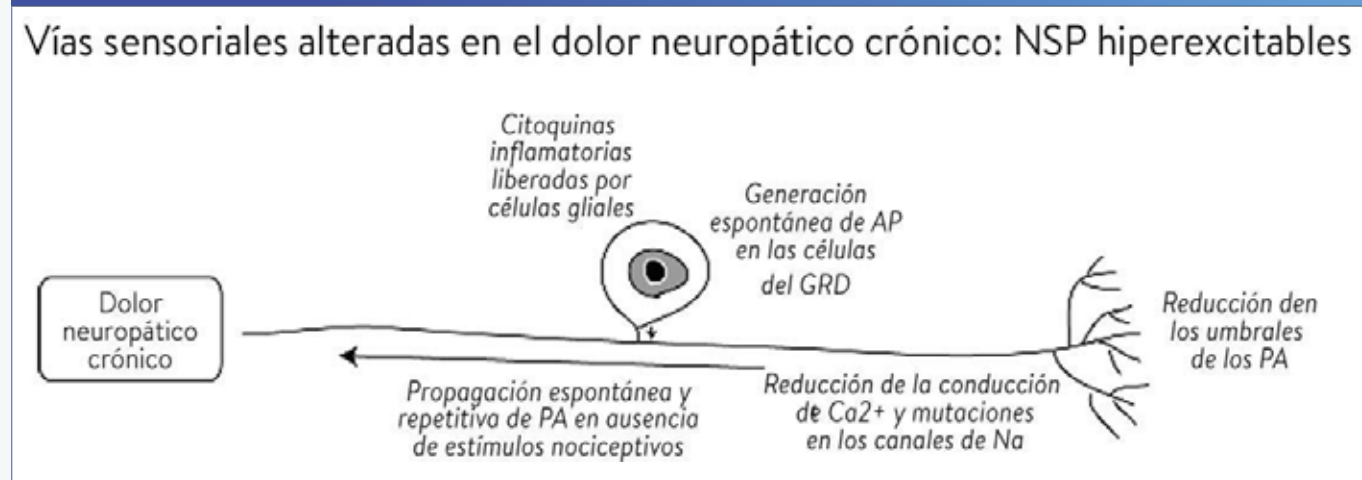 Vías sensoriales alteradas en el dolor neuropático crónico: NSP hiperexcitables
Citoquinas
inflamatorias
liberadas por
células gliales
Generación
espontánea de AP
en las células
del GRD
Dolor
neuropático
crónico
Reducción den
los umbrales
de los PA
Propagación espontánea y
repetitiva de PA en ausencia
de estímulos nociceptivos
Reducción de la conducción
de Ca2+ y mutaciones
en los canales de Na